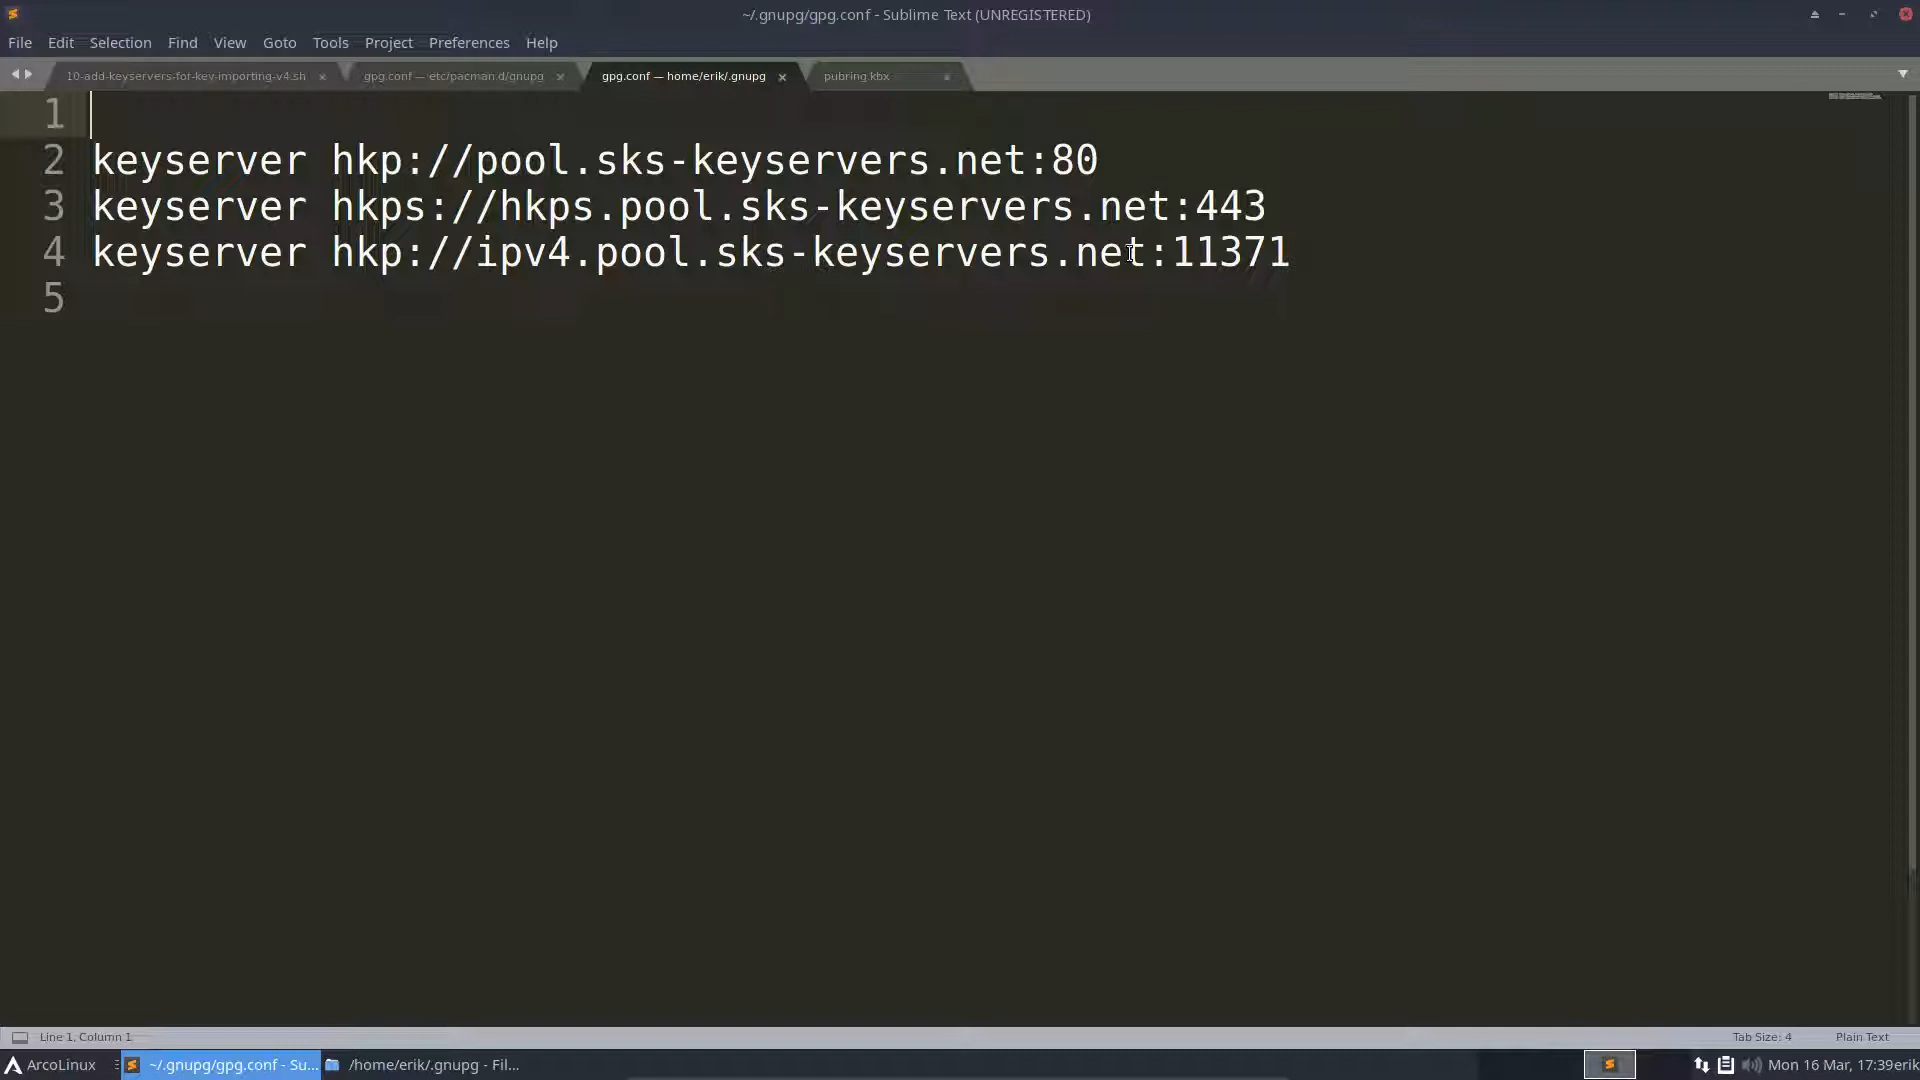 ~/.gnupg/gpg.conf - Sublime Text (UNREGISTERED)
File Edit Selection Find View Goto Tools Project Preferences Help
10-add-keyservers-for-key-importing-v4.sh gpg.conf — etc/pacman.d/gnupg gpg.conf — home/erik/.gnupg pubring.kbx
1
2 keyserver hkp://pool.sks-keyservers.net:80
3 keyserver hkps://hkps.pool.sks-keyservers.net:443
4 keyserver hkp://ipv4.pool.sks-keyservers.net:11371
5
Line 1, Column 1 Tab Size: 4 Plain Text
ArcoLinux ~/.gnupg/gpg.conf - Su... /home/erik/.gnupg - Fil... Mon 16 Mar, 17:39erik